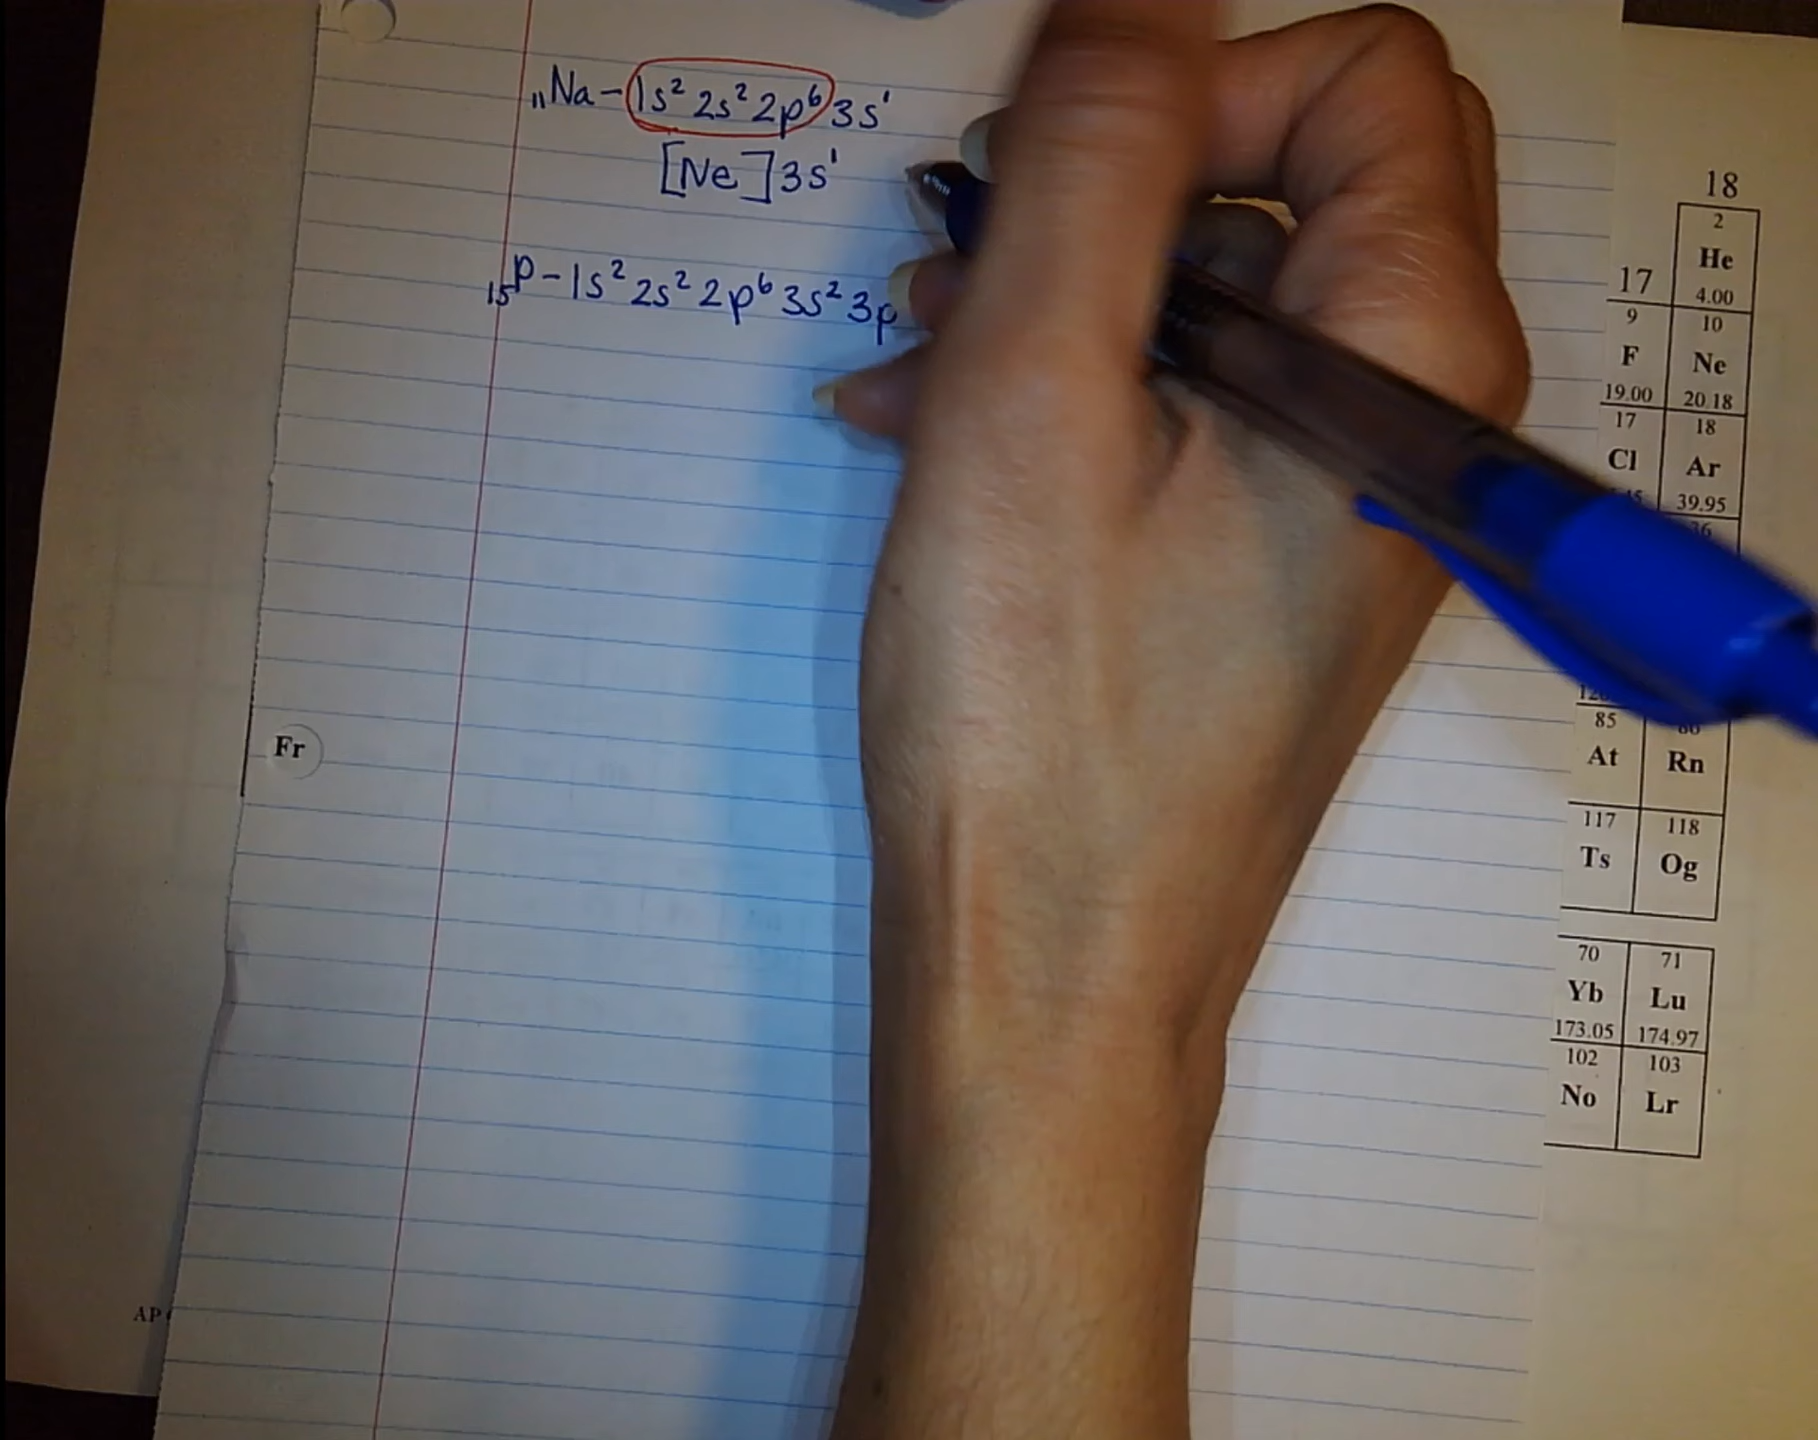 ₁₁Na - 1s² 2s² 2p⁶ 3s¹
[Ne] 3s¹
₁₅P - 1s² 2s² 2p⁶ 3s² 3p
18
2
He
4.00
17
9
F
19.00
10
Ne
20.18
17
Cl
18
Ar
39.95
85
At
Rn
117
Ts
118
Og
70
Yb
173.05
71
Lu
174.97
102
No
103
Lr
Fr
AP